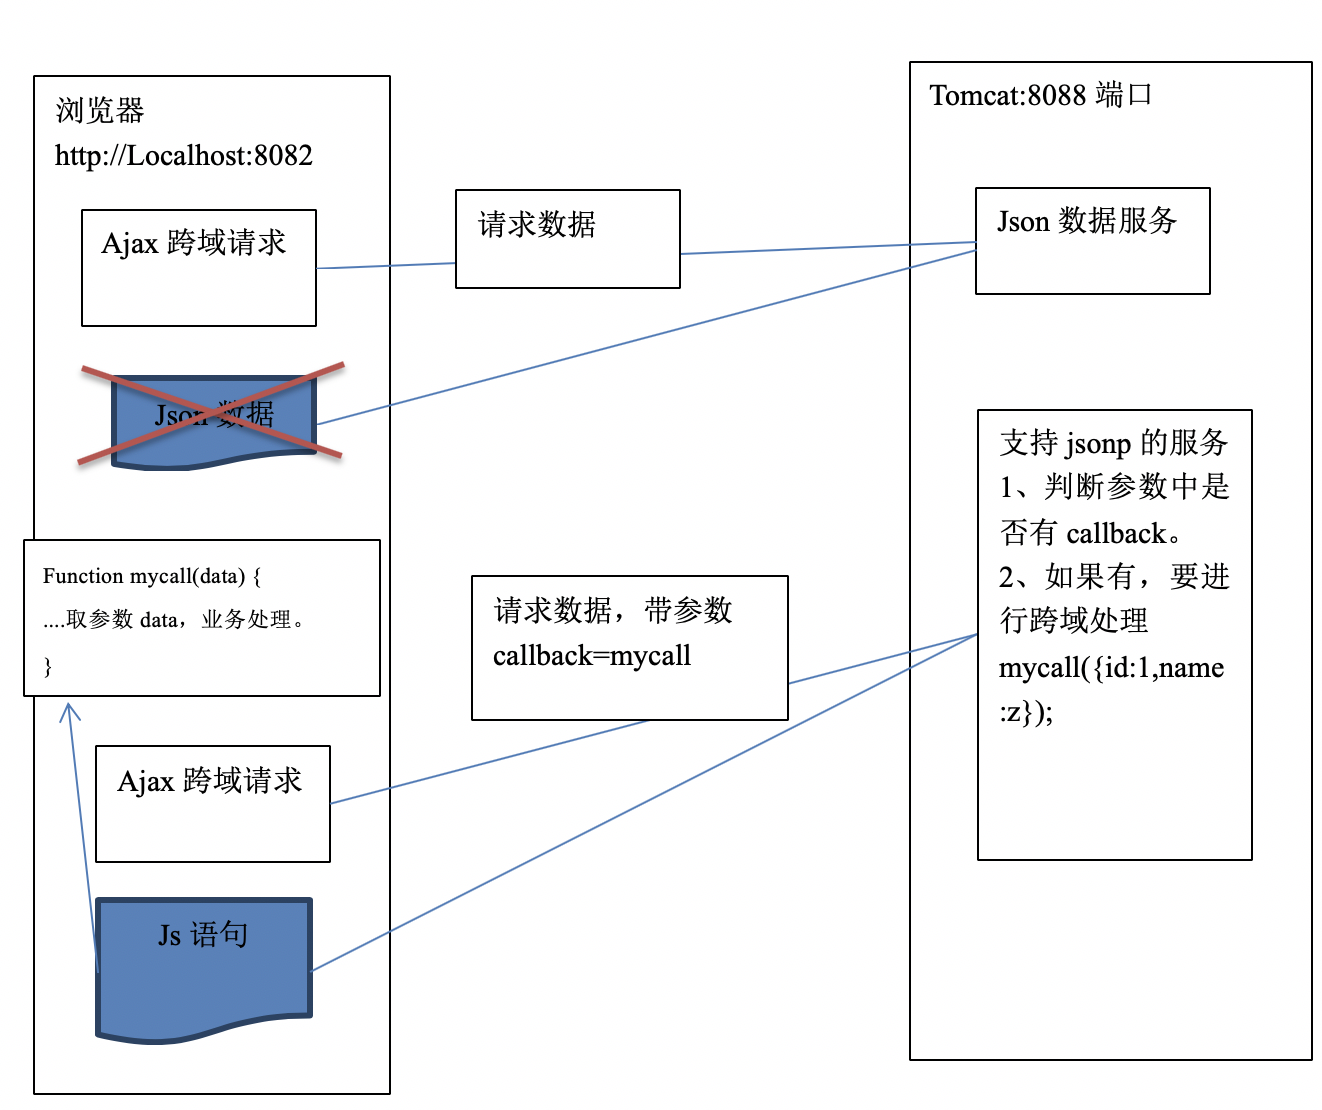 浏览器
http://Localhost:8082
Ajax 跨域请求
Json 数据
Function mycall(data) {
....取参数 data，业务处理。
}
Ajax 跨域请求
Js 语句
请求数据
请求数据，带参数
callback=mycall
Tomcat:8088 端口
Json 数据服务
支持 jsonp 的服务
1、判断参数中是
否有 callback。
2、如果有，要进
行跨域处理
mycall({id:1,name
:z});